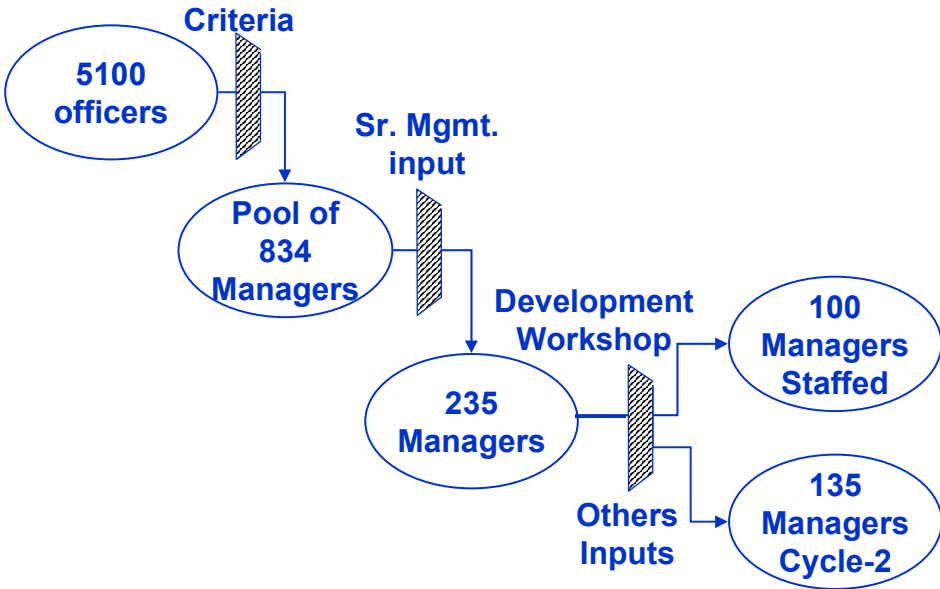 Criteria
5100
officers
Sr. Mgmt.
input
Pool of
834
Managers
Development
Workshop
100
Managers
Staffed
235
Managers
Others
Inputs
135
Managers
Cycle-2